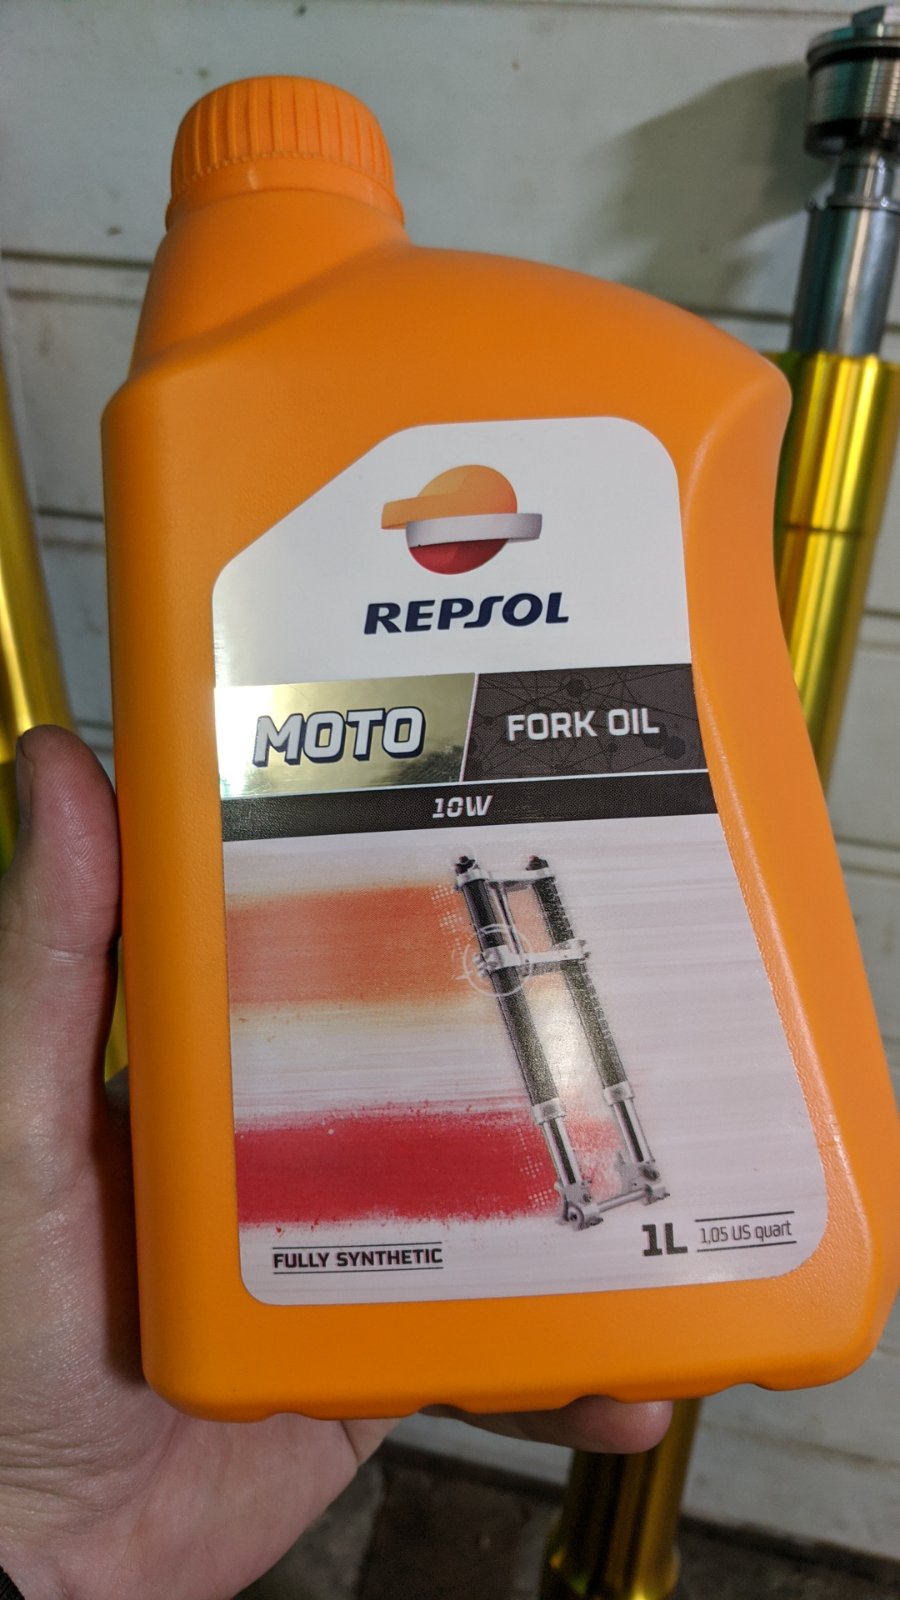 REPSOL
MOTO
FORK OIL
10W
FULLY SYNTHETIC
1L
1,05 US quart